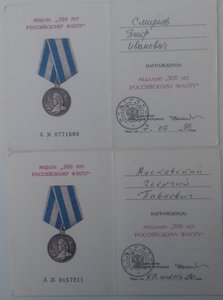 МЕДАЛЬ „300 ЛЕТ
РОССИЙСКОМУ ФЛОТУ"
А № 0771688
Смирнов
Иванович
НАГРАЖДЕН(А)
МЕДАЛЬЮ „300 ЛЕТ
РОССИЙСКОМУ ФЛОТУ"
МЕДАЛЬ „300 ЛЕТ
РОССИЙСКОМУ ФЛОТУ"
А № 0157211
Московский
Георгий
Павлович
НАГРАЖДЕН(А)
МЕДАЛЬЮ „300 ЛЕТ
РОССИЙСКОМУ ФЛОТУ"